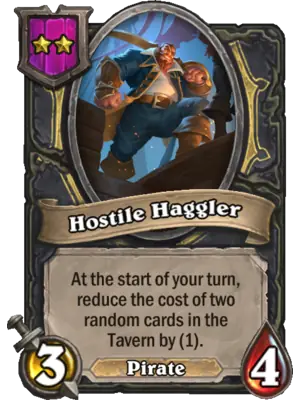 Hostile Haggler
At the start of your turn,
reduce the cost of two
random cards in the
Tavern by (1).
3
Pirate
4